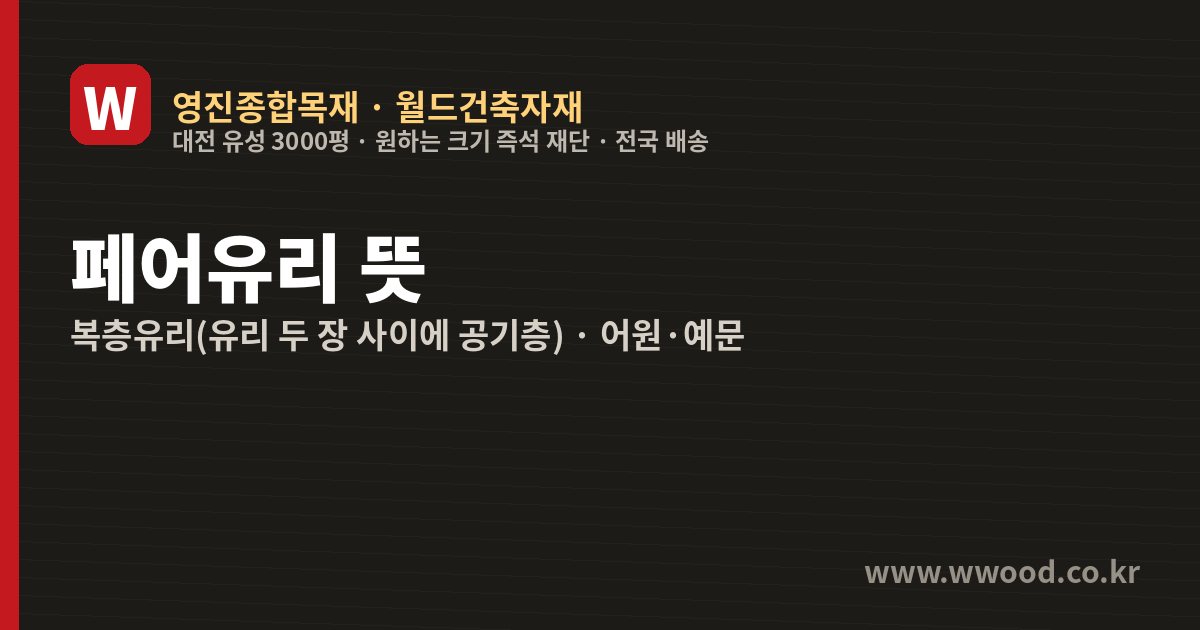 W
영진종합목재 · 월드건축자재
대전 유성 3000평 · 원하는 크기 즉석 재단 · 전국 배송
페어유리 뜻
복층유리(유리 두 장 사이에 공기층) · 어원·예문
www.wwood.co.kr